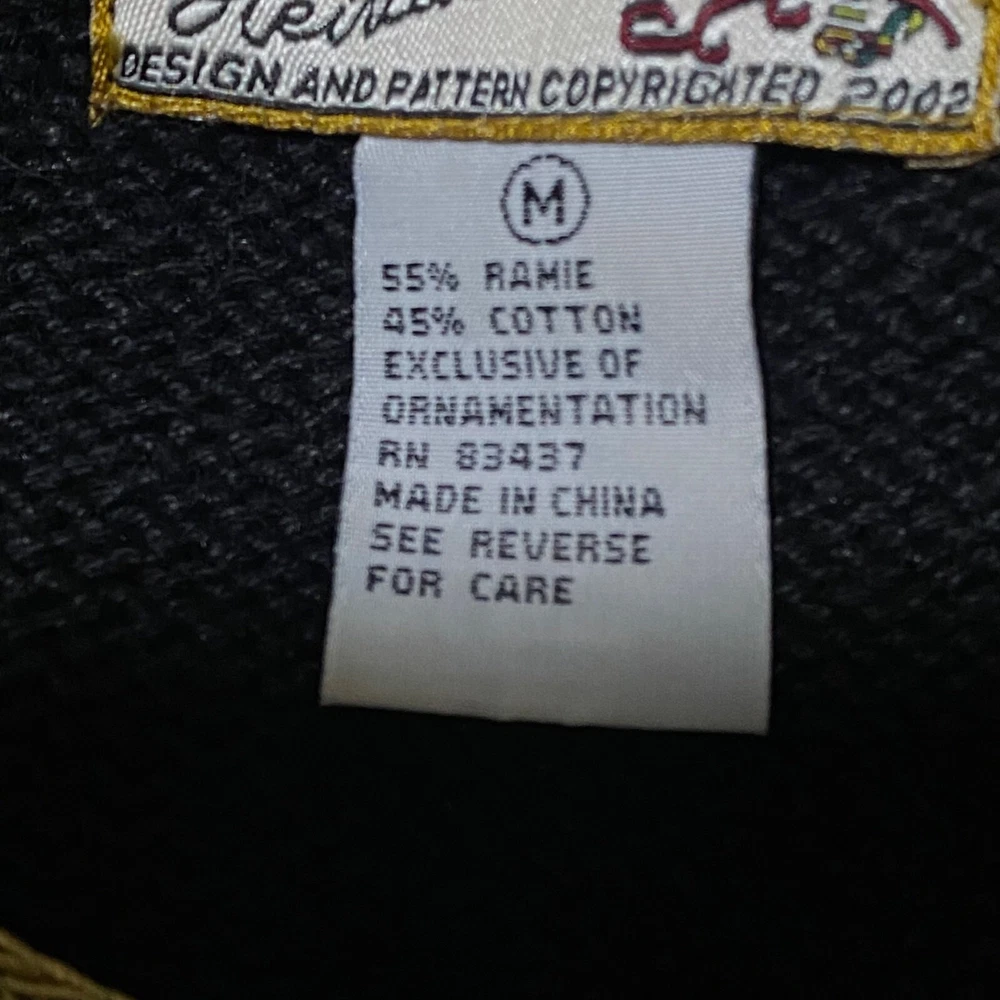 DESIGN AND PATTERN COPYRIGHTED 2002
M
55% RAMIE
45% COTTON
EXCLUSIVE OF
ORNAMENTATION
RN 83437
MADE IN CHINA
SEE REVERSE
FOR CARE